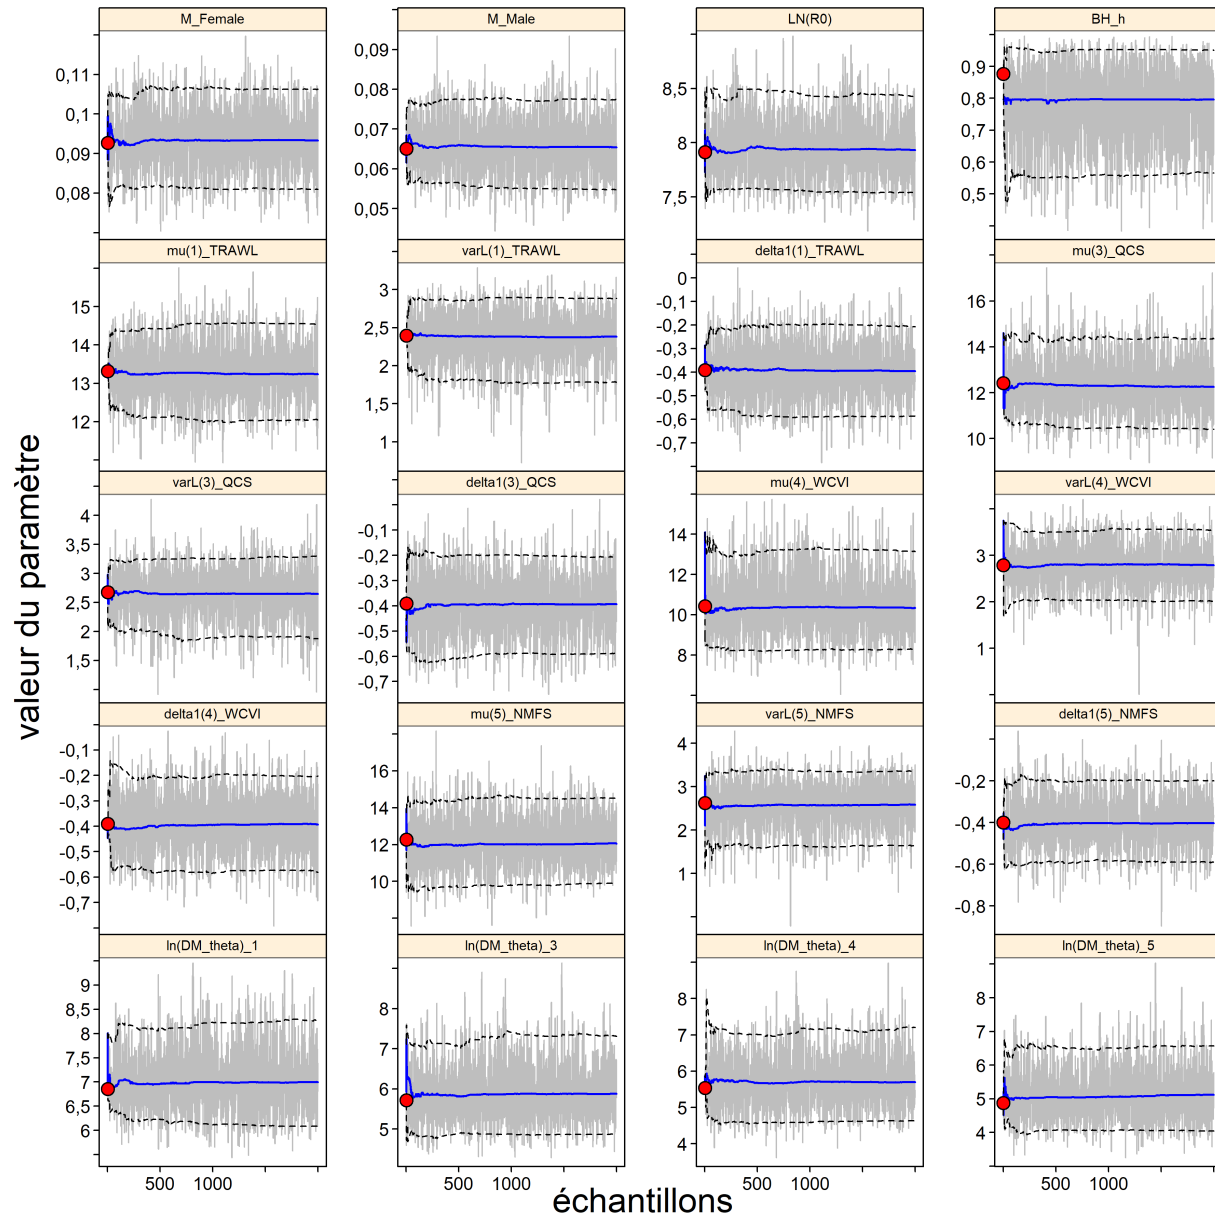 M_Female M_Male LN(R0) BH_h
0,11 0,1 0,09 0,08
0,09 0,08 0,07 0,06 0,05
8,5 8 7,5
0,9 0,8 0,7 0,6 0,5
mu(1)_TRAWL varL(1)_TRAWL delta1(1)_TRAWL mu(3)_QCS
15 14 13 12
3 2,5 2 1,5 1
0 -0,1 -0,2 -0,3 -0,4 -0,5 -0,6 -0,7
16 14 12 10
varL(3)_QCS delta1(3)_QCS mu(4)_WCVI varL(4)_WCVI
4 3,5 3 2,5 2 1,5
-0,1 -0,2 -0,3 -0,4 -0,5 -0,6 -0,7
14 12 10 8
3 2 1
delta1(4)_WCVI mu(5)_NMFS varL(5)_NMFS delta1(5)_NMFS
-0,1 -0,2 -0,3 -0,4 -0,5 -0,6 -0,7
16 14 12 10
4 3 2 1
-0,2 -0,4 -0,6 -0,8
ln(DM_theta)_1 ln(DM_theta)_3 ln(DM_theta)_4 ln(DM_theta)_5
9 8,5 8 7,5 7 6,5 6
8 7 6 5
8 7 6 5 4
8 7 6 5 4
500 1000 500 1000 500 1000 500 1000
valeur du paramètre
échantillons